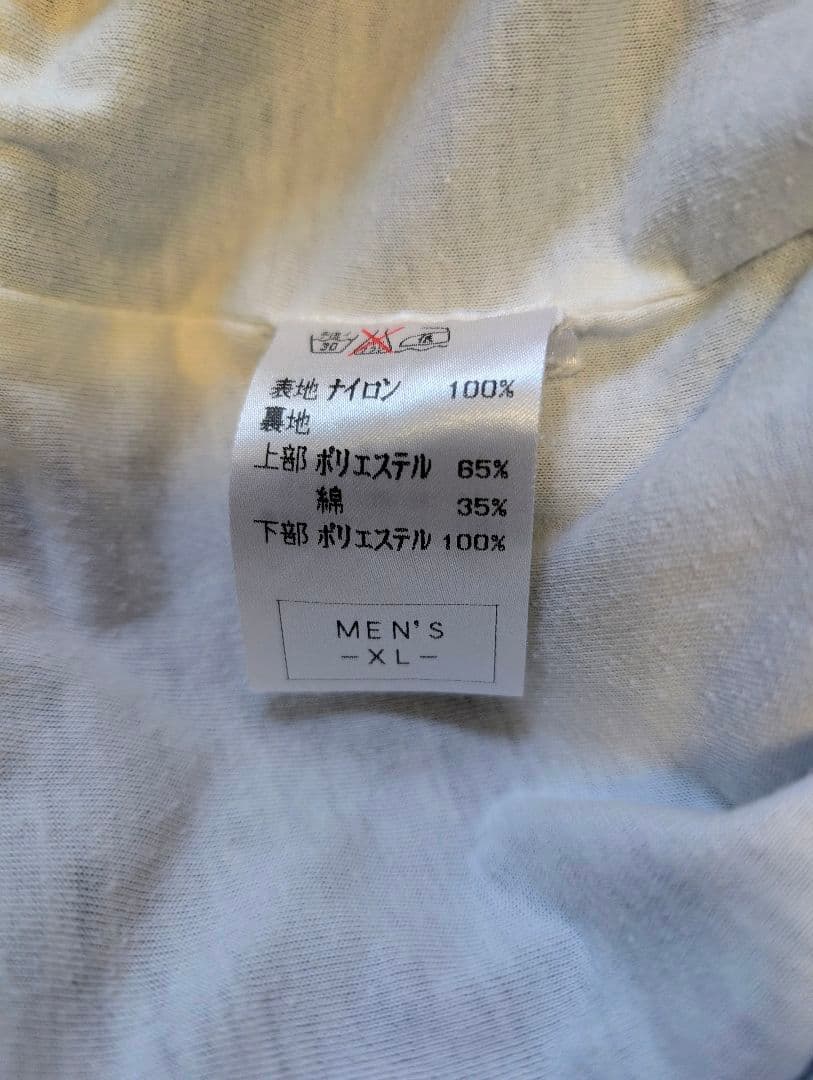 30
表地 ナイロン 100%
裏地
上部 ポリエステル 65%
綿 35%
下部 ポリエステル 100%
MEN'S
-XL-